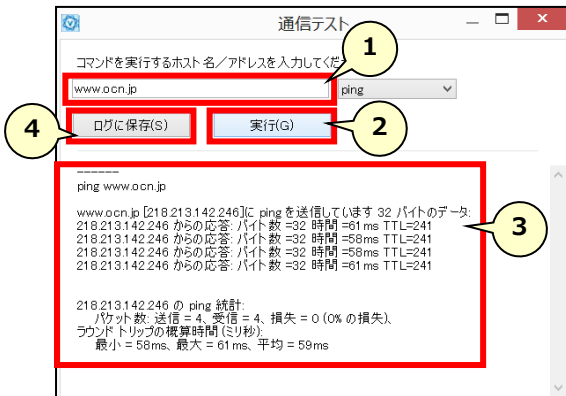 通信テスト
1
コマンドを実行するホスト名／アドレスを入力してくだ
www.ocn.jp
ping
4
ログに保存(S)
実行(G)
2
------
ping www.ocn.jp
www.ocn.jp [218.213.142.246]に ping を送信しています 32 バイトのデータ:
218.213.142.246 からの応答: バイト数 =32 時間 =61ms TTL=241
218.213.142.246 からの応答: バイト数 =32 時間 =58ms TTL=241
218.213.142.246 からの応答: バイト数 =32 時間 =58ms TTL=241
218.213.142.246 からの応答: バイト数 =32 時間 =61ms TTL=241
3
218.213.142.246 の ping 統計:
パケット数: 送信 = 4、受信 = 4、損失 = 0 (0% の損失)、
ラウンド トリップの概算時間 (ミリ秒):
最小 = 58ms、最大 = 61ms、平均 = 59ms